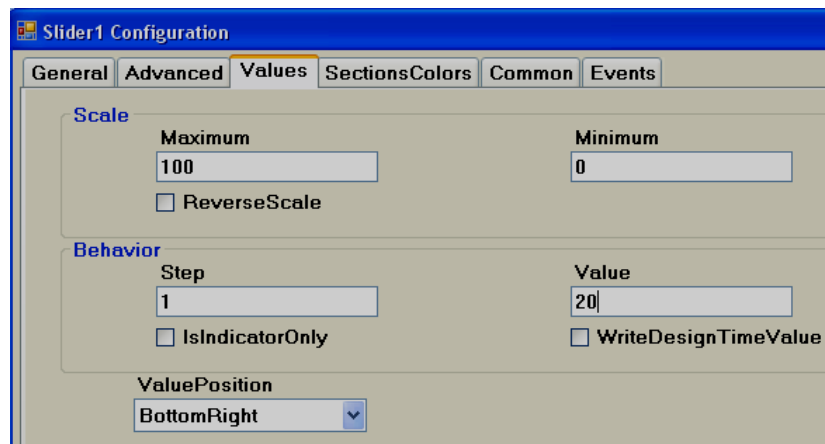 Slider1 Configuration
General Advanced Values SectionsColors Common Events
Scale
Maximum Minimum
100 0
ReverseScale
Behavior
Step Value
1 20
IsIndicatorOnly WriteDesignTimeValue
ValuePosition
BottomRight